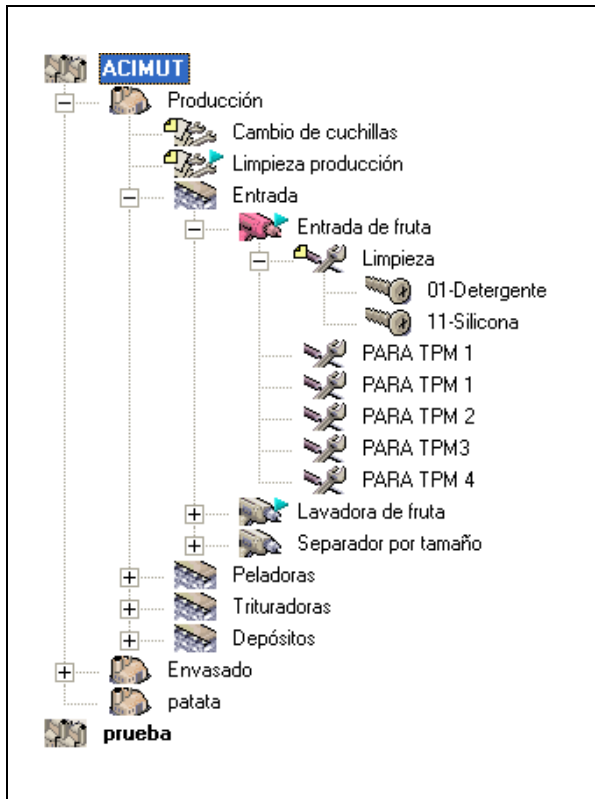 ACIMUT
Producción
Cambio de cuchillas
Limpieza producción
Entrada
Entrada de fruta
Limpieza
01-Detergente
11-Silicona
PARA TPM 1
PARA TPM 1
PARA TPM 2
PARA TPM3
PARA TPM 4
Lavadora de fruta
Separador por tamaño
Peladoras
Trituradoras
Depósitos
Envasado
patata
prueba